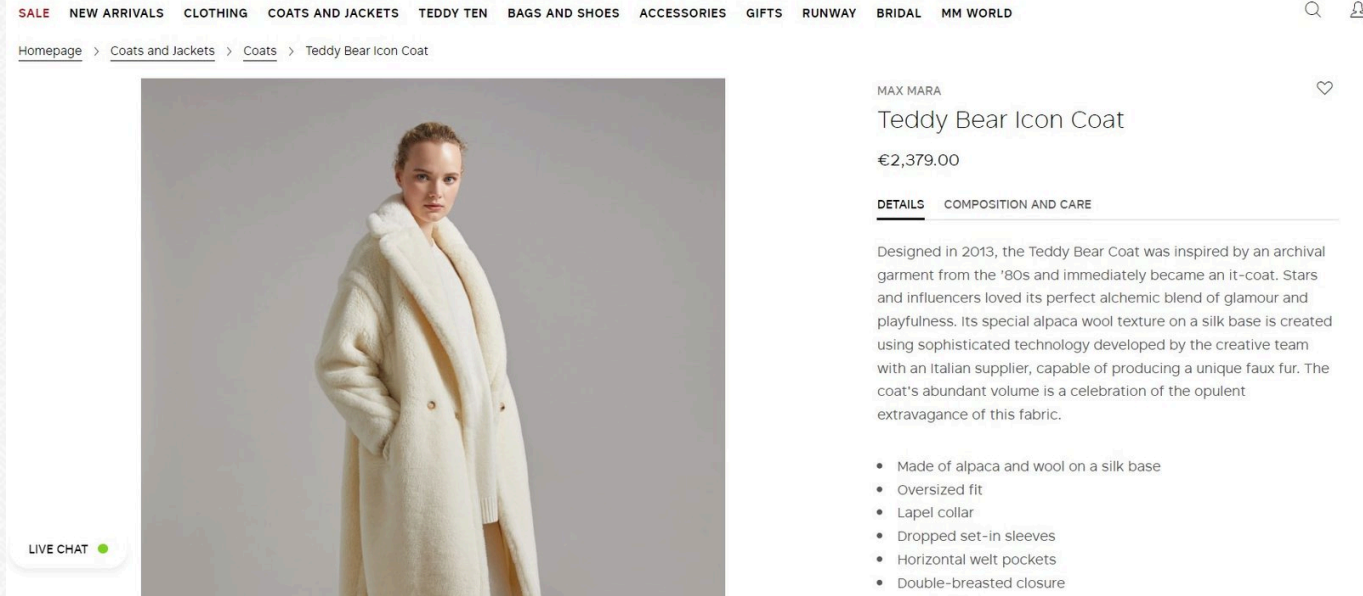 SALE NEW ARRIVALS CLOTHING COATS AND JACKETS TEDDY TEN BAGS AND SHOES ACCESSORIES GIFTS RUNWAY BRIDAL MM WORLD
Homepage > Coats and Jackets > Coats > Teddy Bear Icon Coat
MAX MARA
Teddy Bear Icon Coat
€2,379.00
DETAILS COMPOSITION AND CARE
Designed in 2013, the Teddy Bear Coat was inspired by an archival
garment from the '80s and immediately became an it-coat. Stars
and influencers loved its perfect alchemic blend of glamour and
playfulness. Its special alpaca wool texture on a silk base is created
using sophisticated technology developed by the creative team
with an Italian supplier, capable of producing a unique faux fur. The
coat's abundant volume is a celebration of the opulent
extravagance of this fabric.
• Made of alpaca and wool on a silk base
• Oversized fit
• Lapel collar
• Dropped set-in sleeves
• Horizontal welt pockets
• Double-breasted closure
LIVE CHAT